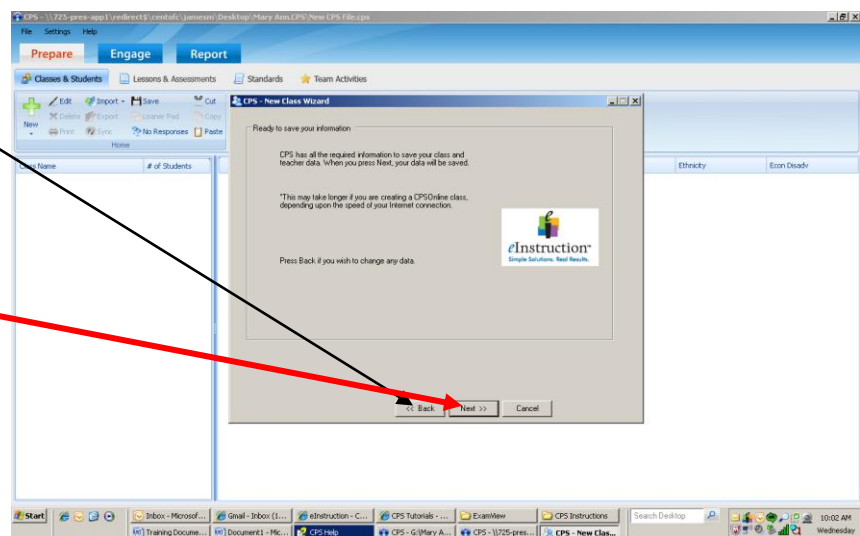 CPS - \\725-pres-app1\redirect$\centofc\jamesm\Desktop\Mary Ann.CPS\New CPS File.cps
File Settings Help
Prepare Engage Report
Classes & Students Lessons & Assessments Standards Team Activities
New
Edit Import Save Cut
Delete Export Learner Pad Copy
Print Sync No Responses Paste
Home
Class Name # of Students Ethnicity Econ Disadv
CPS - New Class Wizard
Ready to save your information
CPS has all the required information to save your class and
teacher data. When you press Next, your data will be saved.
*This may take longer if you are creating a CPSOnline class,
depending upon the speed of your Internet connection.
eInstruction
Simple Solutions. Real Results.
Press Back if you wish to change any data.
<< Back Next >> Cancel
Start Inbox - Microsof... Gmail - Inbox (1... eInstruction - C... CPS Tutorials - ... ExamView CPS Instructions Search Desktop 10:02 AM
Training Docume... Document1 - Mic... CPS Help CPS - G:\Mary A... CPS - \\725-pres... CPS - New Clas... Wednesday